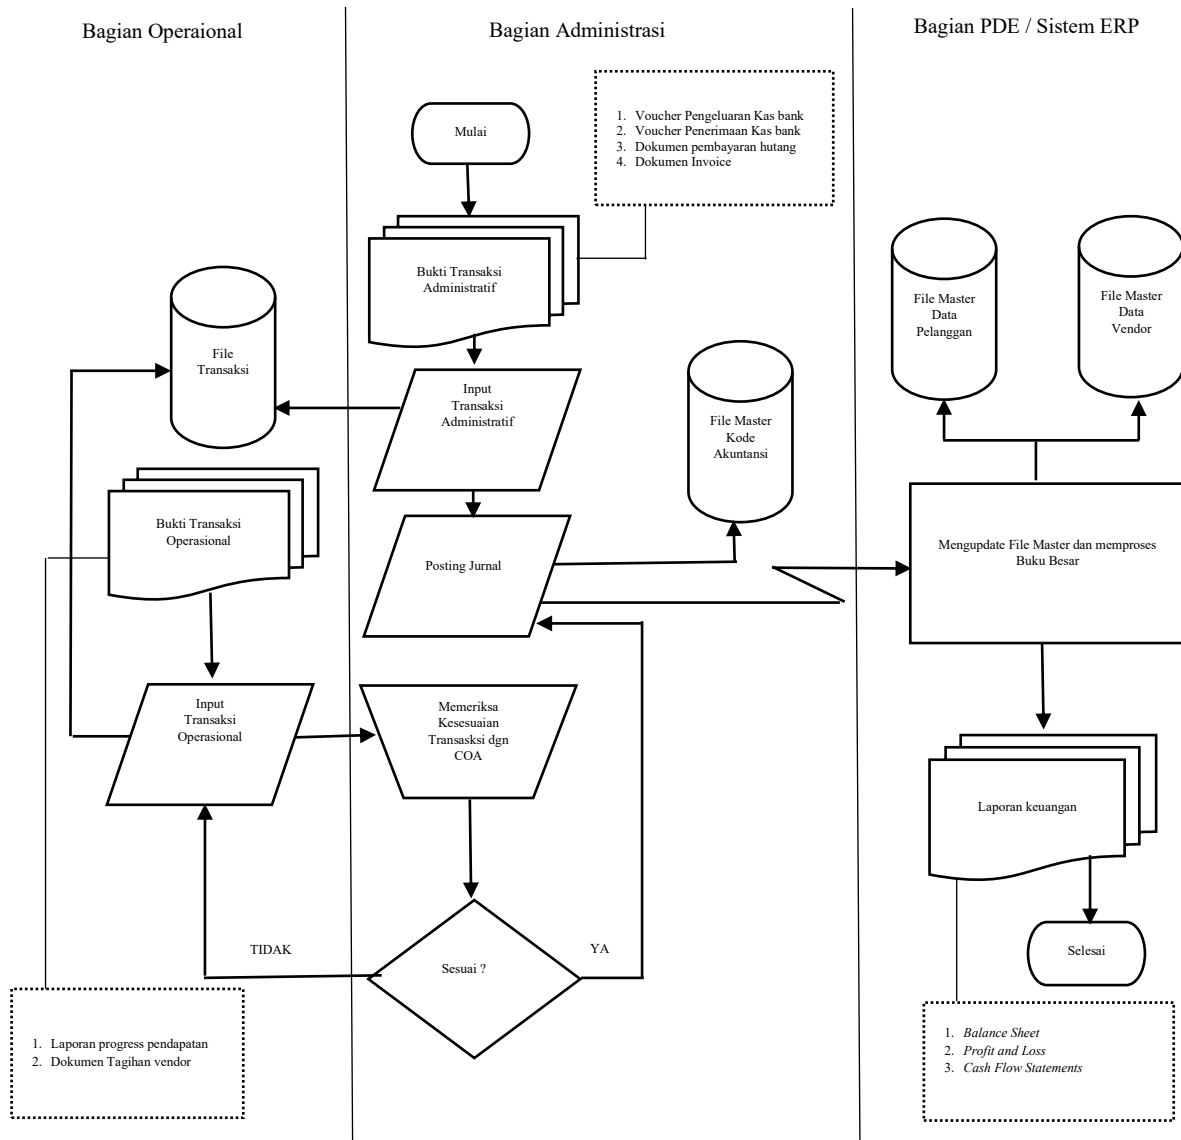 Bagian Operaional
Bagian Administrasi
Bagian PDE / Sistem ERP
Mulai
1. Voucher Pengeluaran Kas bank
2. Voucher Penerimaan Kas bank
3. Dokumen pembayaran hutang
4. Dokumen Invoice
Bukti Transaksi
Administratif
File Master
Data
Pelanggan
File Master
Data
Vendor
File
Transaksi
Input
Transaksi
Administratif
File Master
Kode
Akuntansi
Bukti Transaksi
Operasional
Posting Jurnal
Mengupdate File Master dan memproses
Buku Besar
Input
Transaksi
Operasional
Memeriksa
Kesesuaian
Transasksi dgn
COA
Laporan keuangan
TIDAK
Sesuai ?
YA
Selesai
1. Laporan progress pendapatan
2. Dokumen Tagihan vendor
1. Balance Sheet
2. Profit and Loss
3. Cash Flow Statements